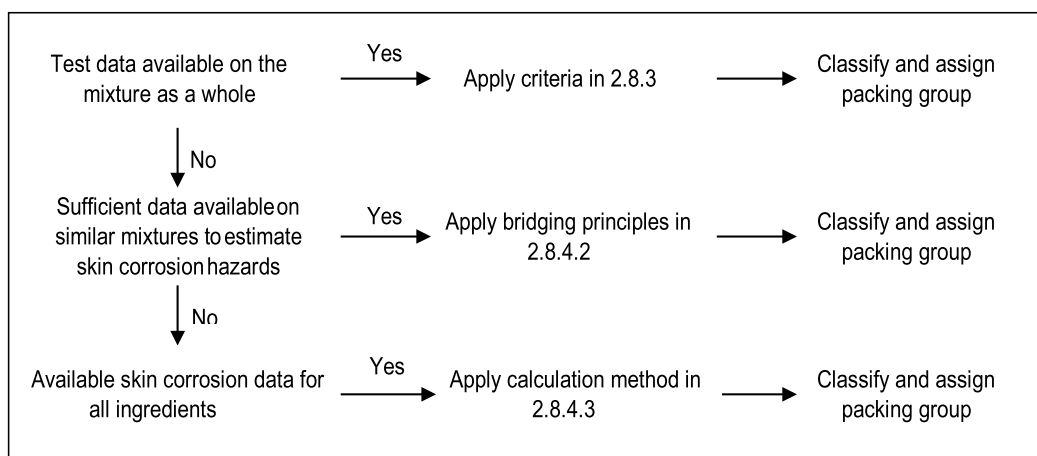 Test data available on the
mixture as a whole
Yes
Apply criteria in 2.8.3
Classify and assign
packing group
No
Sufficient data available on
similar mixtures to estimate
skin corrosion hazards
Yes
Apply bridging principles in
2.8.4.2
Classify and assign
packing group
No
Available skin corrosion data for
all ingredients
Yes
Apply calculation method in
2.8.4.3
Classify and assign
packing group